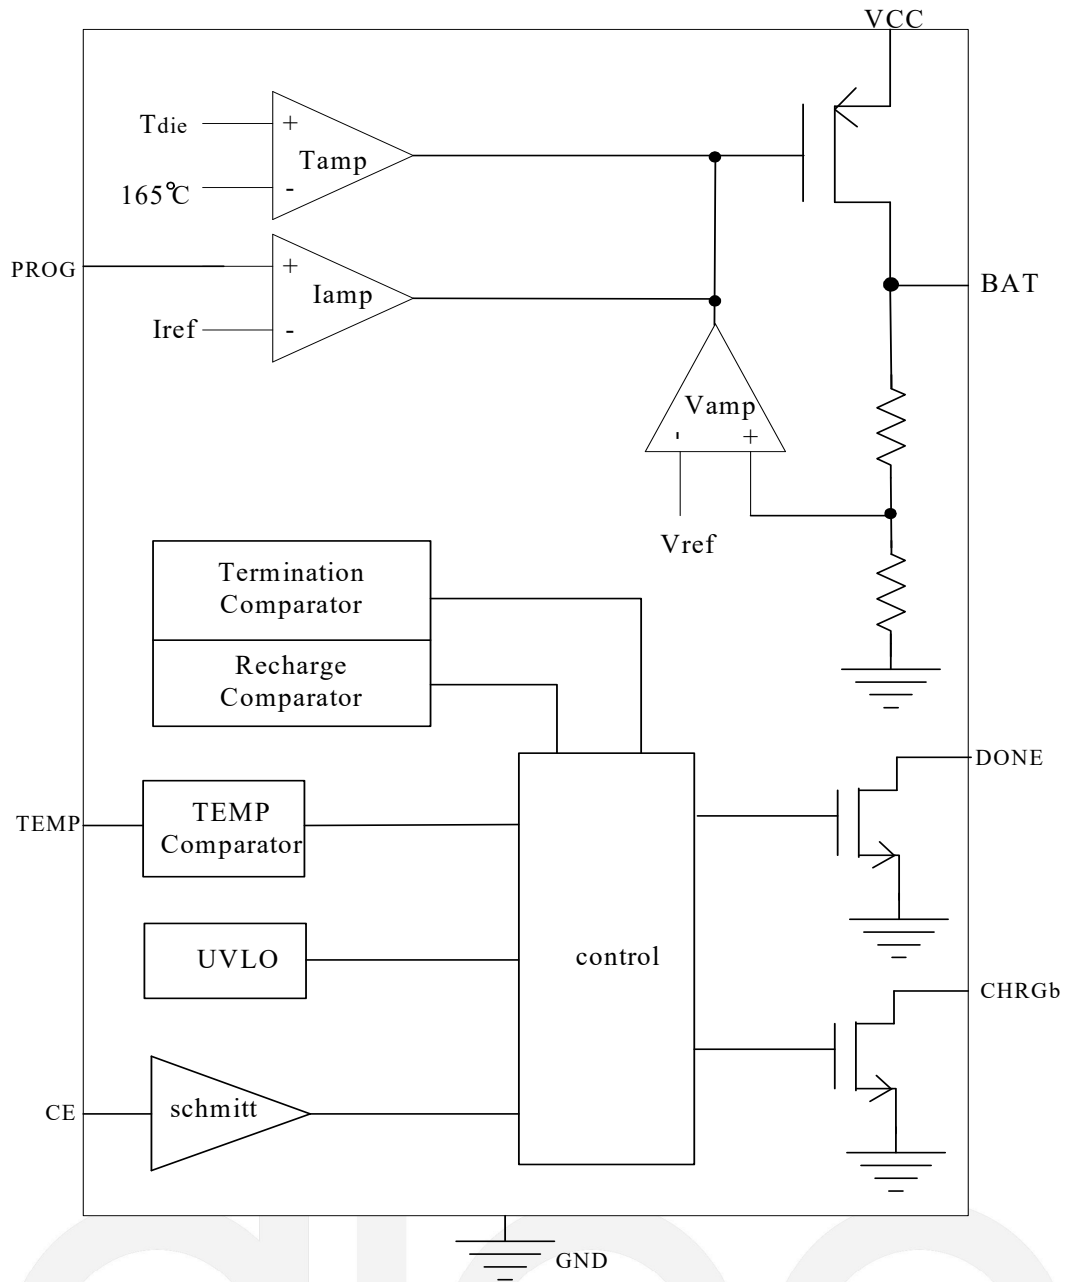 VCC
Tdie
+
Tamp
165℃
-
PROG
+
Iamp
Iref
-
BAT
Vamp
- +
Vref
Termination
Comparator
Recharge
Comparator
DONE
TEMP
TEMP
Comparator
UVLO
control
CHRGb
CE
schmitt
GND